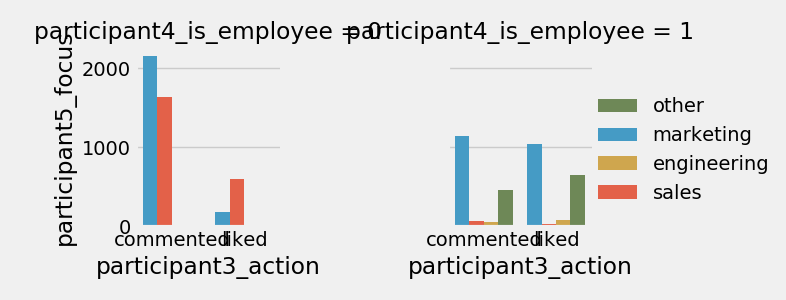 participant4_is_employee = 0
participant4_is_employee = 1
participant5_focus
2000
1000
0
commented
liked
commented
liked
participant3_action
participant3_action
other
marketing
engineering
sales